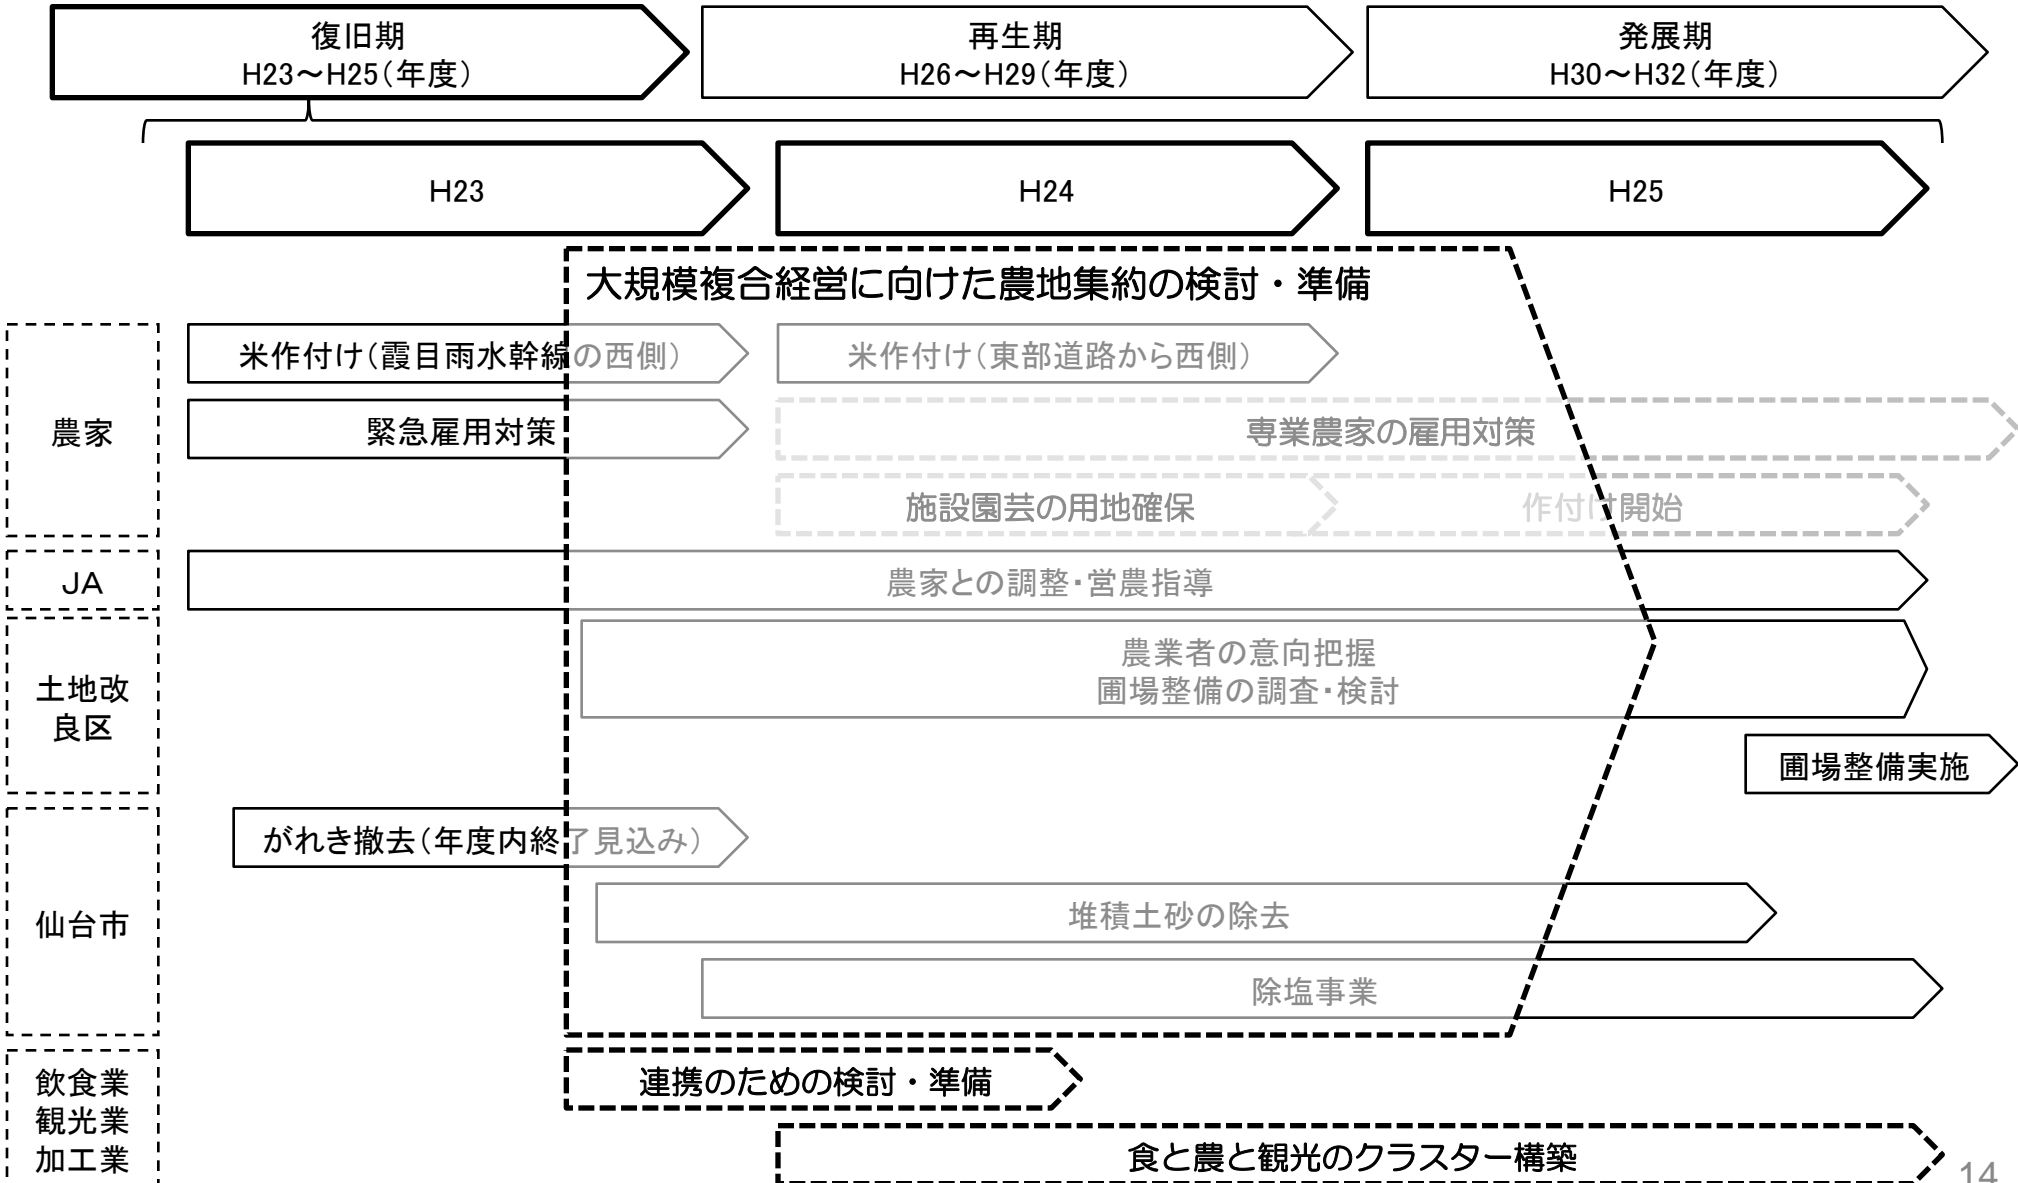 復旧期
H23～H25（年度）
再生期
H26～H29（年度）
発展期
H30～H32（年度）
H23
H24
H25
大規模複合経営に向けた農地集約の検討・準備
農家
米作付け（霞目雨水幹線の西側）
米作付け（東部道路から西側）
緊急雇用対策
専業農家の雇用対策
施設園芸の用地確保
作付け開始
JA
農家との調整・営農指導
土地改
良区
農業者の意向把握
圃場整備の調査・検討
圃場整備実施
仙台市
がれき撤去（年度内終了見込み）
堆積土砂の除去
除塩事業
飲食業
観光業
加工業
連携のための検討・準備
食と農と観光のクラスター構築
14